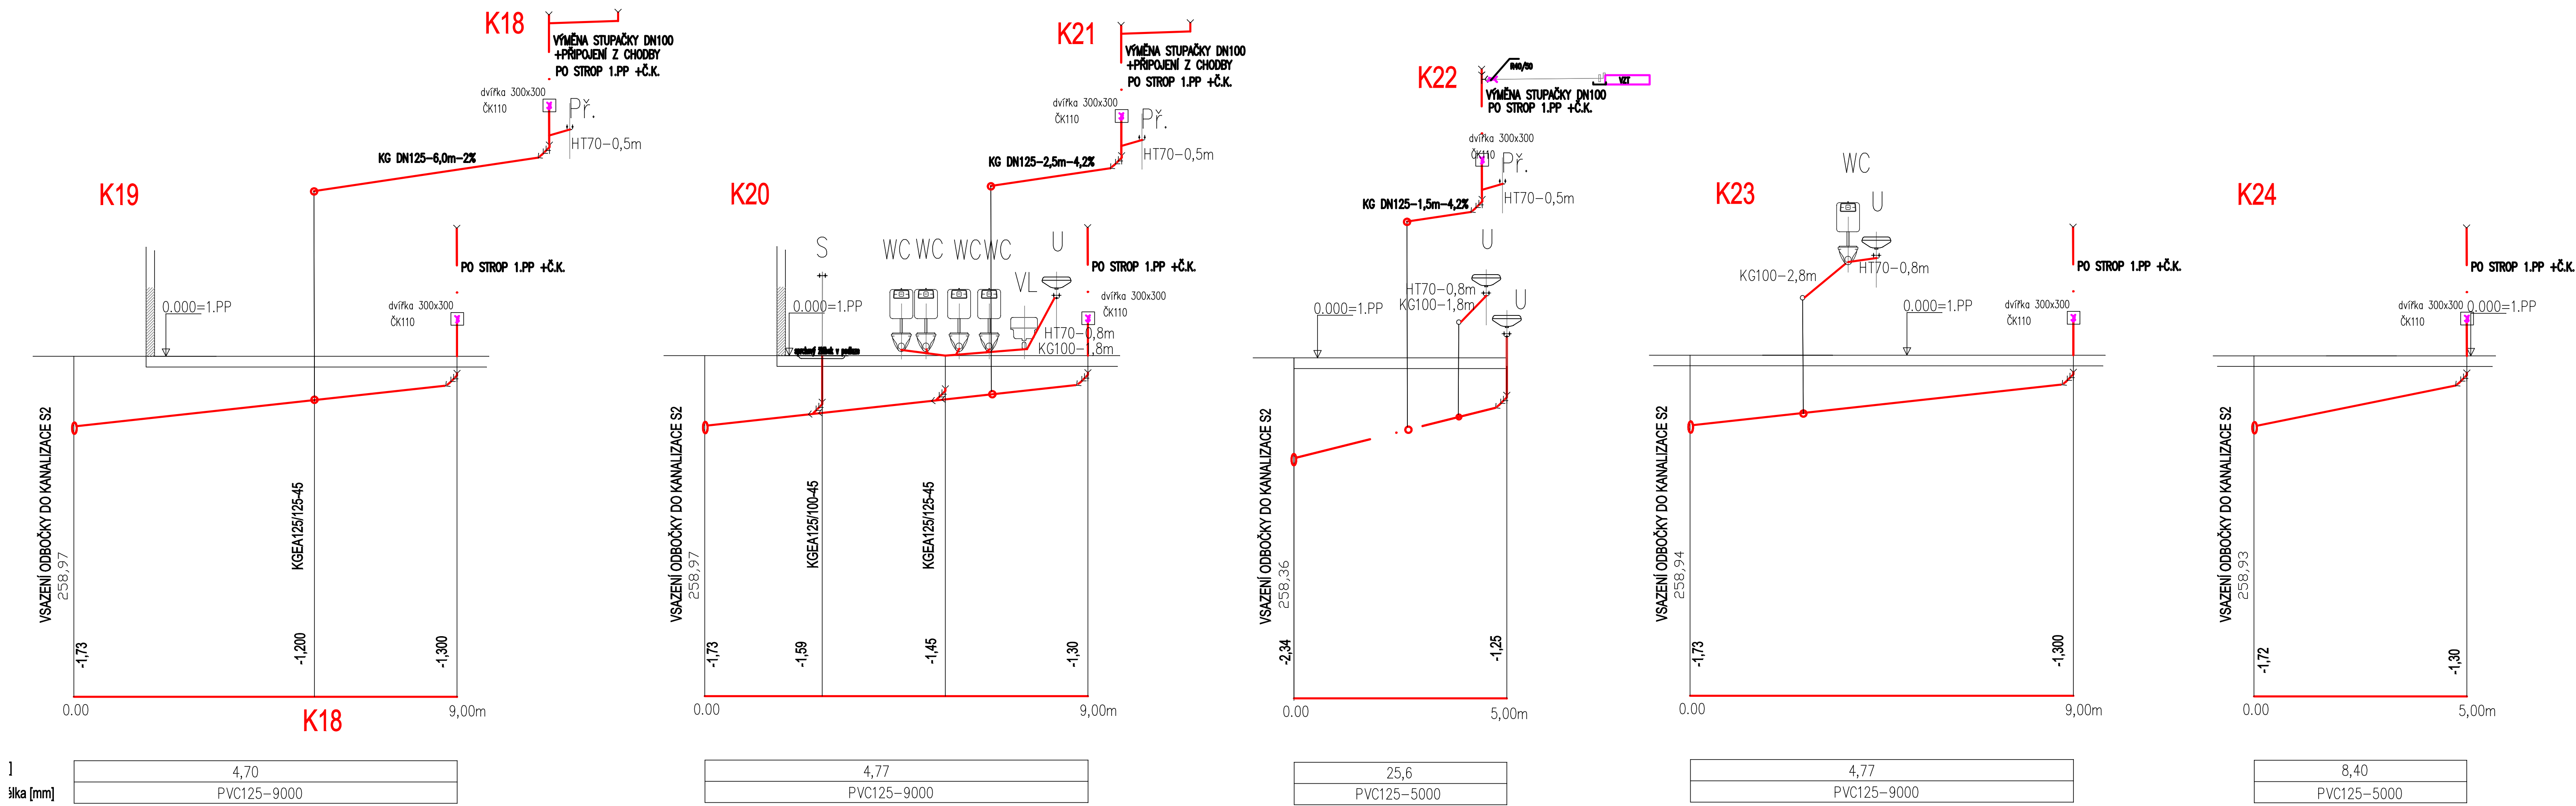 K18
VÝMĚNA STUPAČKY DN100
+PŘIPOJENÍ Z CHODBY
PO STROP 1.PP +Č.K.
dvířka 300x300
ČK110
Př.
HT70-0,5m
KG DN125-6,0m-2%
K19
PO STROP 1.PP +Č.K.
0.000=1.PP
dvířka 300x300
ČK110
VSAZENÍ ODBOČKY DO KANALIZACE S2
258,97
KGEA125/125-45
-1,73
-1,200
-1,300
0.00
9,00m
K18
]
élka [mm]
4,70
PVC125-9000
K21
VÝMĚNA STUPAČKY DN100
+PŘIPOJENÍ Z CHODBY
PO STROP 1.PP +Č.K.
dvířka 300x300
ČK110
Př.
HT70-0,5m
KG DN125-2,5m-4,2%
K20
S
WC
WC
WC
WC
VL
U
PO STROP 1.PP +Č.K.
0.000=1.PP
dvířka 300x300
ČK110
HT70-0,8m
KG100-1,8m
VSAZENÍ ODBOČKY DO KANALIZACE S2
258,97
KGEA125/100-45
KGEA125/125-45
-1,73
-1,59
-1,45
-1,30
0.00
9,00m
4,77
PVC125-9000
K22
R40/50
VZT
VÝMĚNA STUPAČKY DN100
PO STROP 1.PP +Č.K.
dvířka 300x300
ČK110
Př.
HT70-0,5m
KG DN125-1,5m-4,2%
U
HT70-0,8m
KG100-1,8m
U
0.000=1.PP
VSAZENÍ ODBOČKY DO KANALIZACE S2
258,36
-2,34
-1,25
0.00
5,00m
25,6
PVC125-5000
K23
WC
U
KG100-2,8m
HT70-0,8m
PO STROP 1.PP +Č.K.
0.000=1.PP
dvířka 300x300
ČK110
VSAZENÍ ODBOČKY DO KANALIZACE S2
258,94
-1,73
-1,300
0.00
9,00m
4,77
PVC125-9000
K24
PO STROP 1.PP +Č.K.
dvířka 300x300
ČK110
0.000=1.PP
VSAZENÍ ODBOČKY DO KANALIZACE S2
258,93
-1,72
-1,30
0.00
5,00m
8,40
PVC125-5000